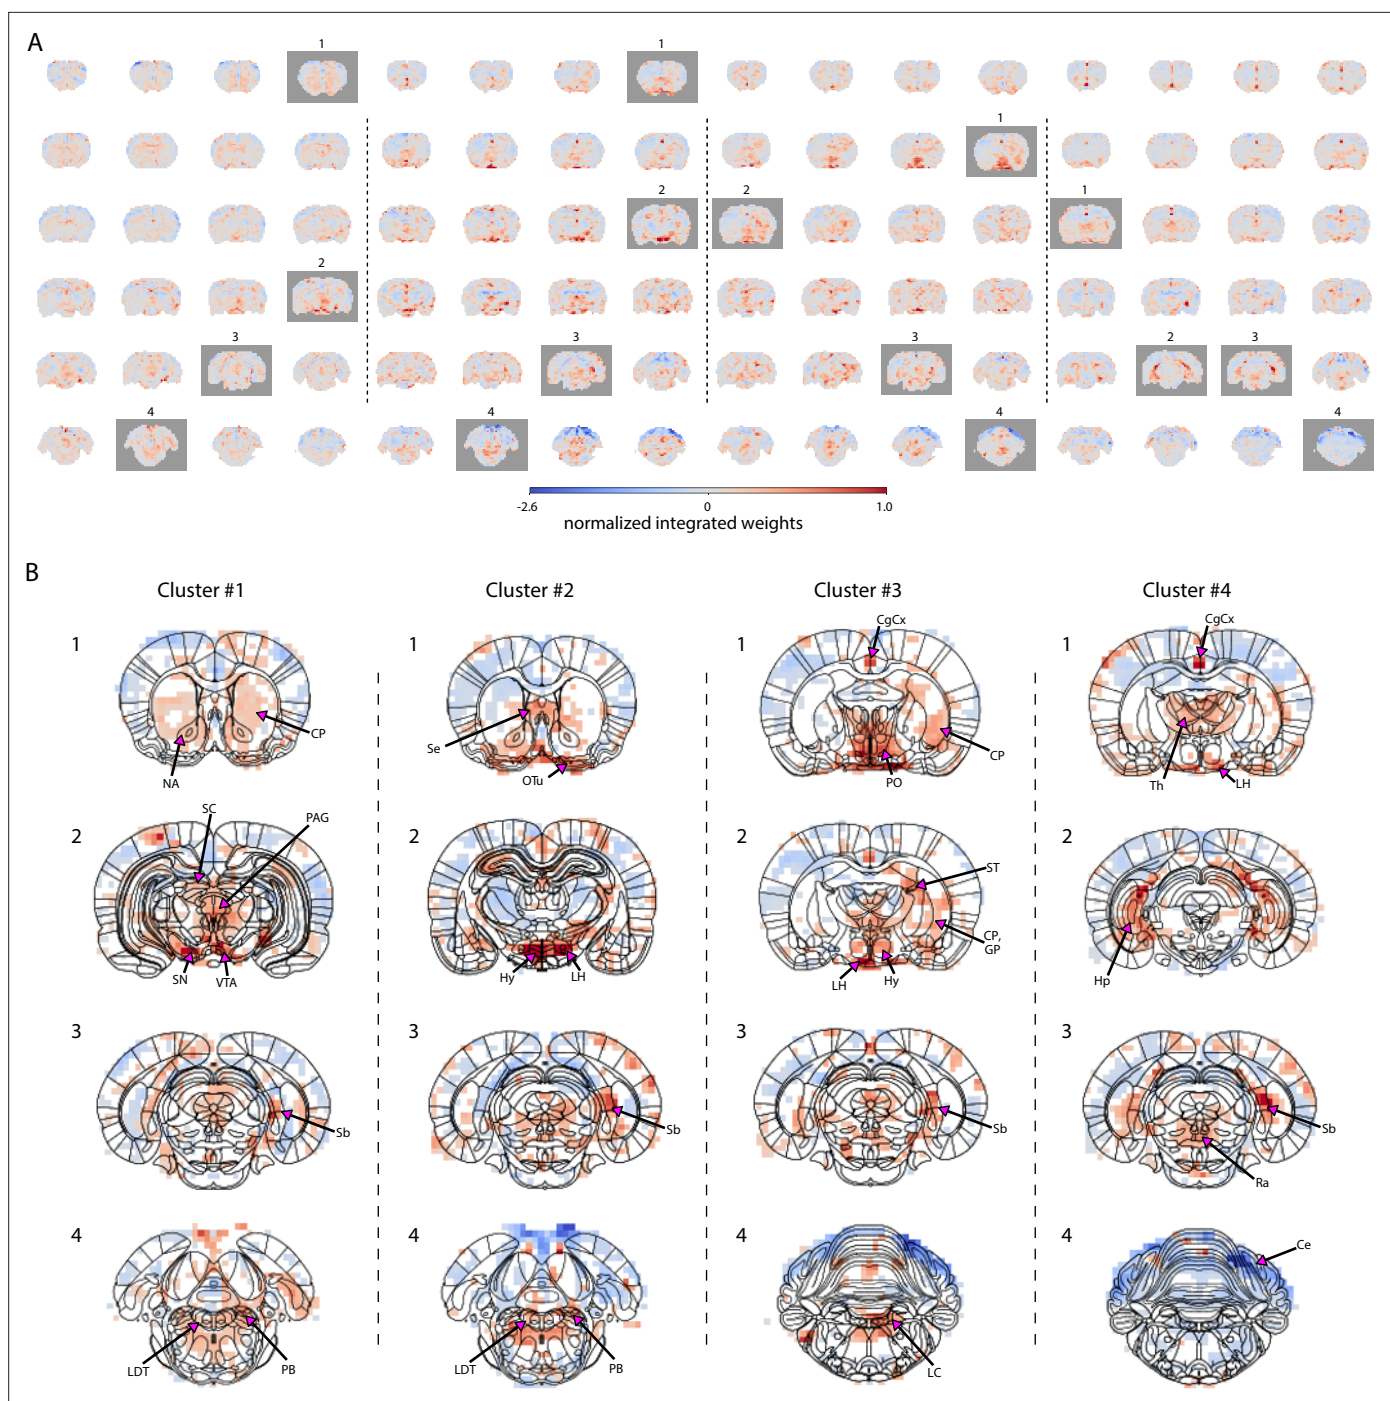 A
1 1
1
2 2 1
2
3 3 3 2 3
4 4 4 4
-2.6 0 1.0
normalized integrated weights
B
Cluster #1 Cluster #2 Cluster #3 Cluster #4
1 NA CP
1 Se OTu
1 CgCx PO CP
1 CgCx Th LH
2 SC PAG SN VTA
2 Hy LH
2 ST CP, GP LH Hy
2 Hp
3 Sb
3 Sb
3 Sb
3 Sb Ra
4 LDT PB
4 LDT PB
4 LC
4 Ce